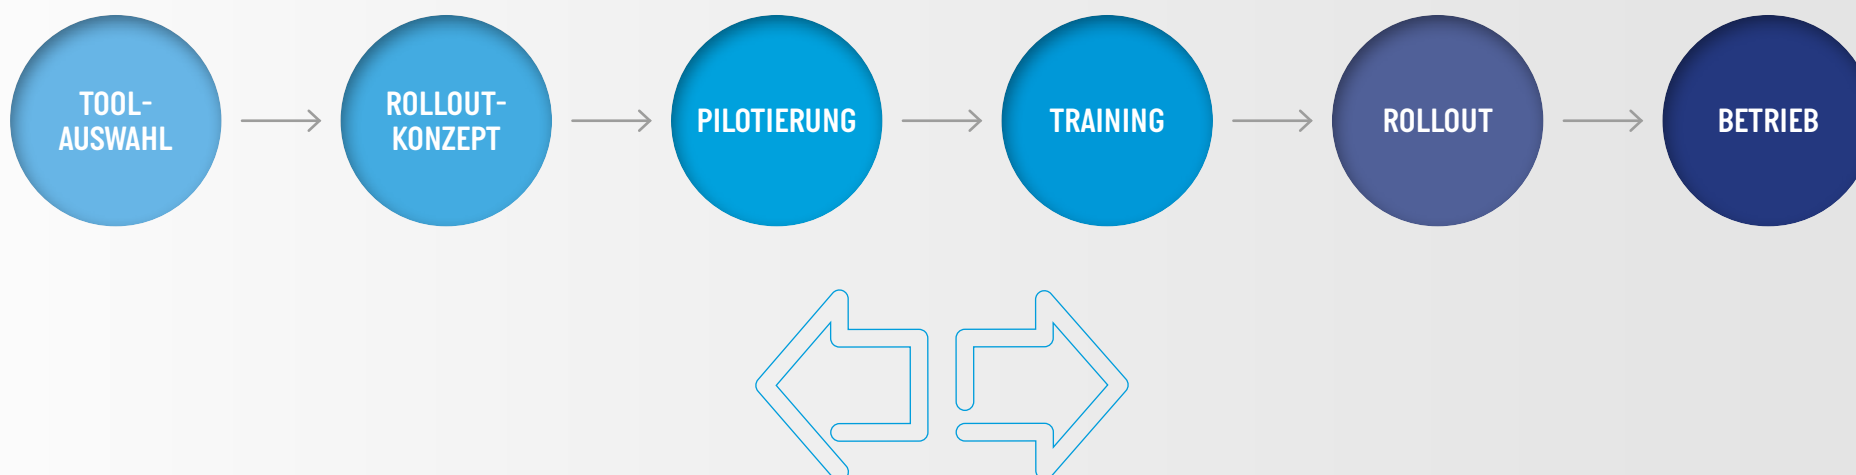 TOOL-
AUSWAHL
ROLLOUT-
KONZEPT
PILOTIERUNG
TRAINING
ROLLOUT
BETRIEB